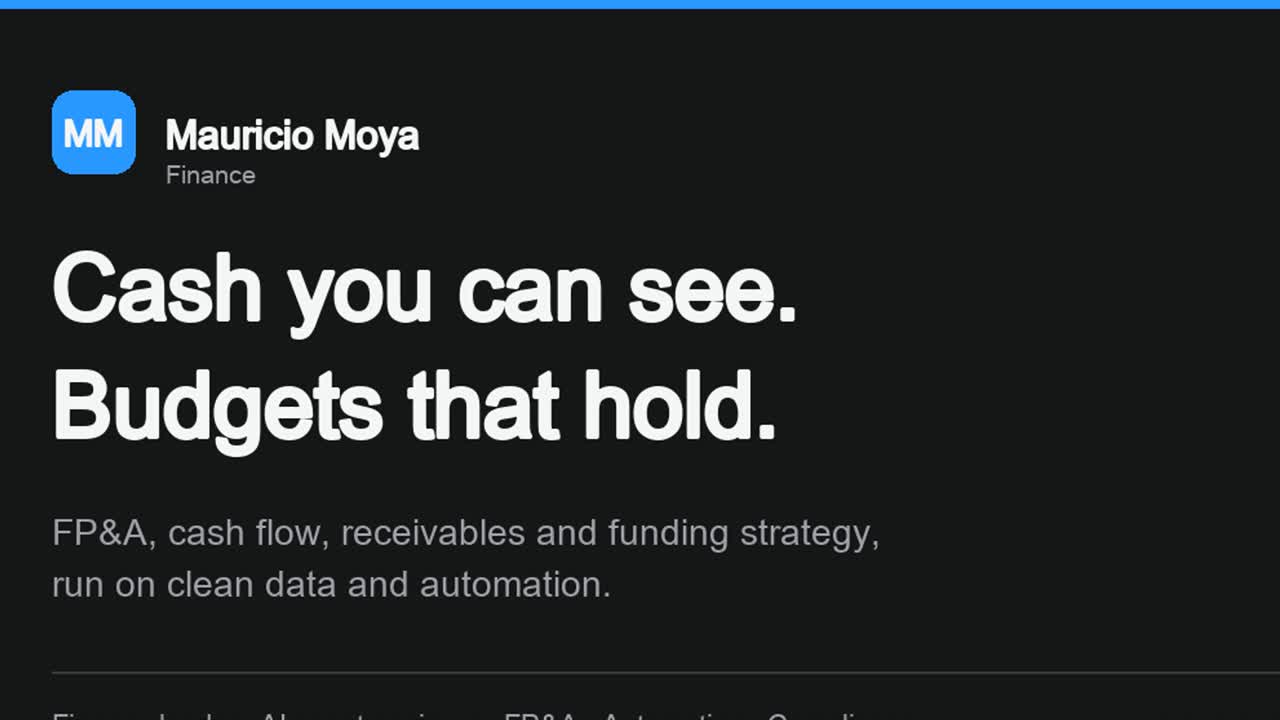 MM
Mauricio Moya
Finance
Cash you can see.
Budgets that hold.
FP&A, cash flow, receivables and funding strategy,
run on clean data and automation.